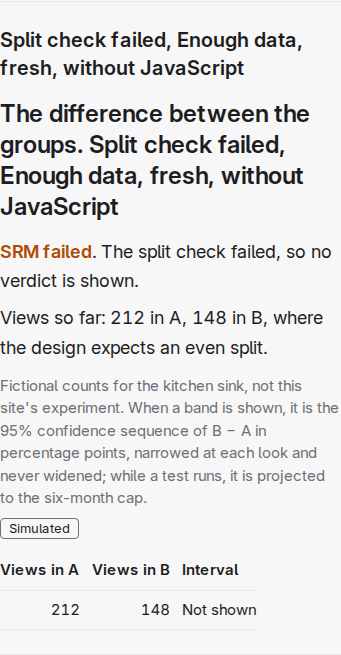 Split check failed, Enough data,
fresh, without JavaScript
The difference between the
groups. Split check failed,
Enough data, fresh, without
JavaScript
SRM failed. The split check failed, so no
verdict is shown.
Views so far: 212 in A, 148 in B, where
the design expects an even split.
Fictional counts for the kitchen sink, not this
site's experiment. When a band is shown, it is the
95% confidence sequence of B − A in
percentage points, narrowed at each look and
never widened; while a test runs, it is projected
to the six-month cap.
Simulated
Views in A Views in B Interval
212 148 Not shown